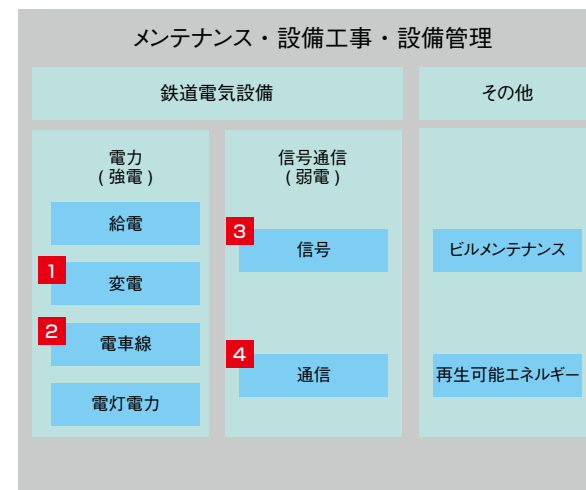 メンテナンス・設備工事・設備管理
鉄道電気設備
その他
電力
(強電)
給電
1
変電
2
電車線
電灯電力
信号通信
(弱電)
3
信号
4
通信
ビルメンテナンス
再生可能エネルギー